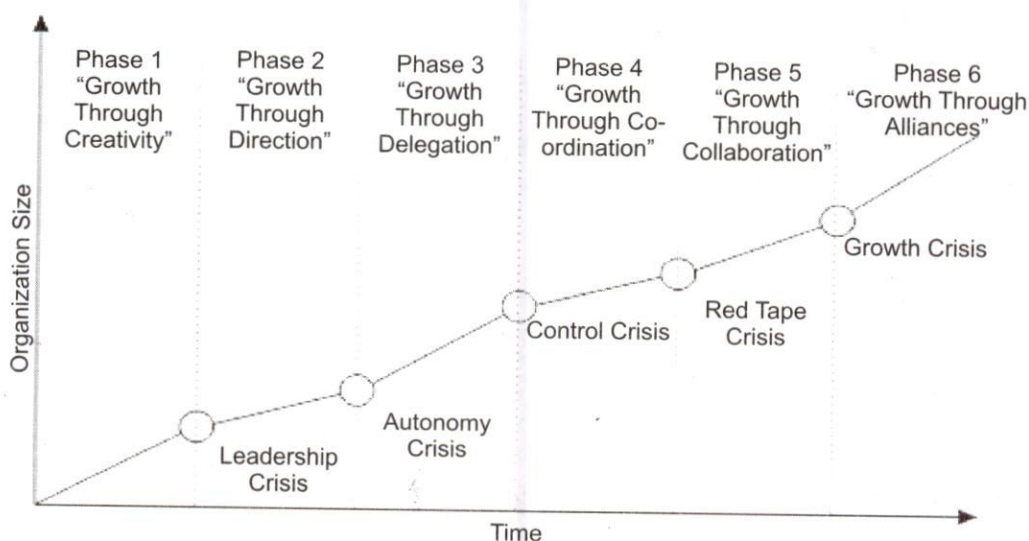 Phase 1
“Growth
Through
Creativity”
Phase 2
“Growth
Through
Direction”
Phase 3
“Growth
Through
Delegation”
Phase 4
“Growth
Through Co-
ordination”
Phase 5
“Growth
Through
Collaboration”
Phase 6
“Growth Through
Alliances”
Organization Size
Growth Crisis
Red Tape
Crisis
Control Crisis
Autonomy
Crisis
Leadership
Crisis
Time